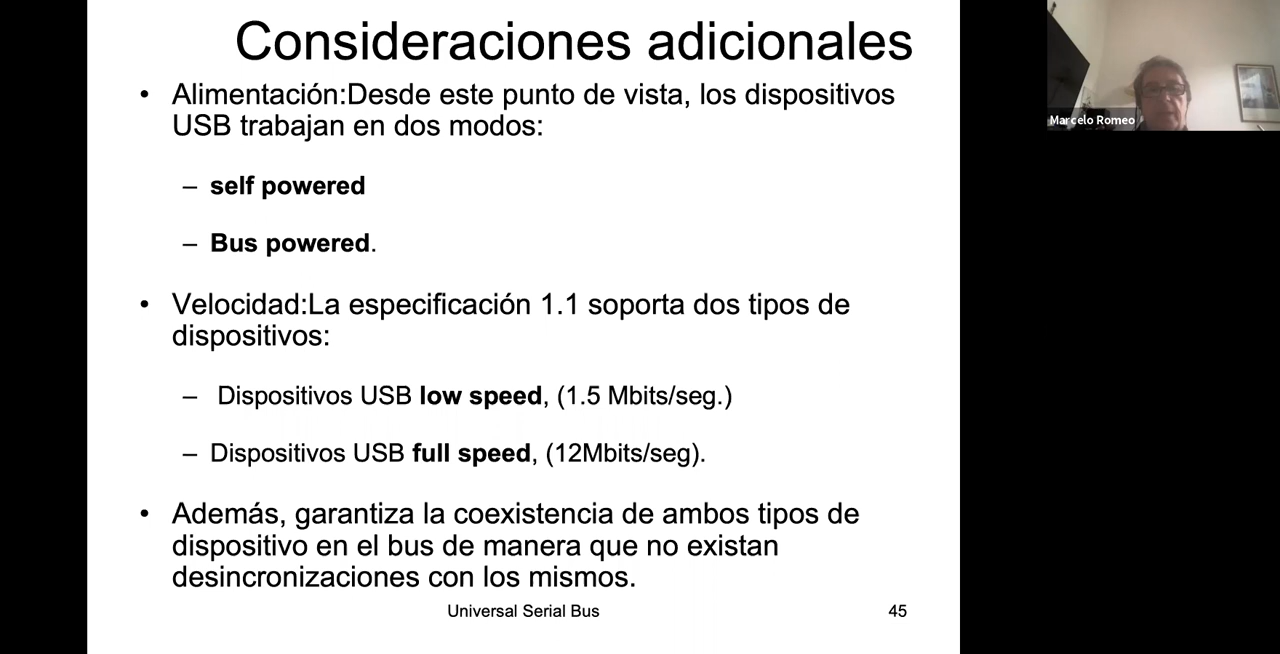 Consideraciones adicionales
• Alimentación:Desde este punto de vista, los dispositivos
USB trabajan en dos modos:
– self powered
– Bus powered.
• Velocidad:La especificación 1.1 soporta dos tipos de
dispositivos:
– Dispositivos USB low speed, (1.5 Mbits/seg.)
– Dispositivos USB full speed, (12Mbits/seg).
• Además, garantiza la coexistencia de ambos tipos de
dispositivo en el bus de manera que no existan
desincronizaciones con los mismos.
Universal Serial Bus
45
Marcelo Romeo